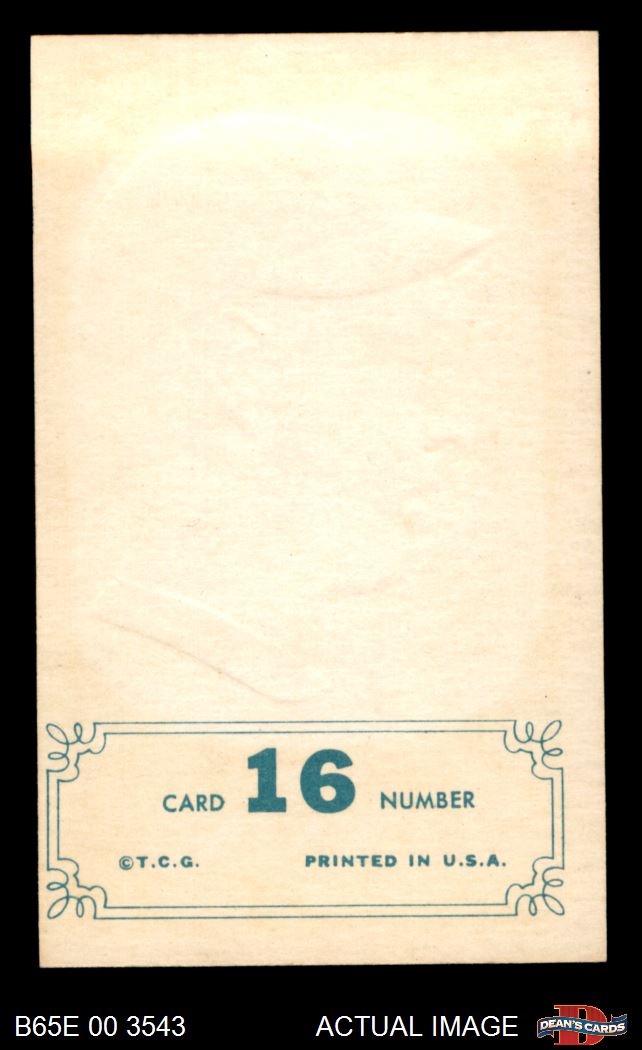 CARD 16 NUMBER
©T.C.G. PRINTED IN U.S.A.
B65E 00 3543 ACTUAL IMAGE DEAN'S CARDS